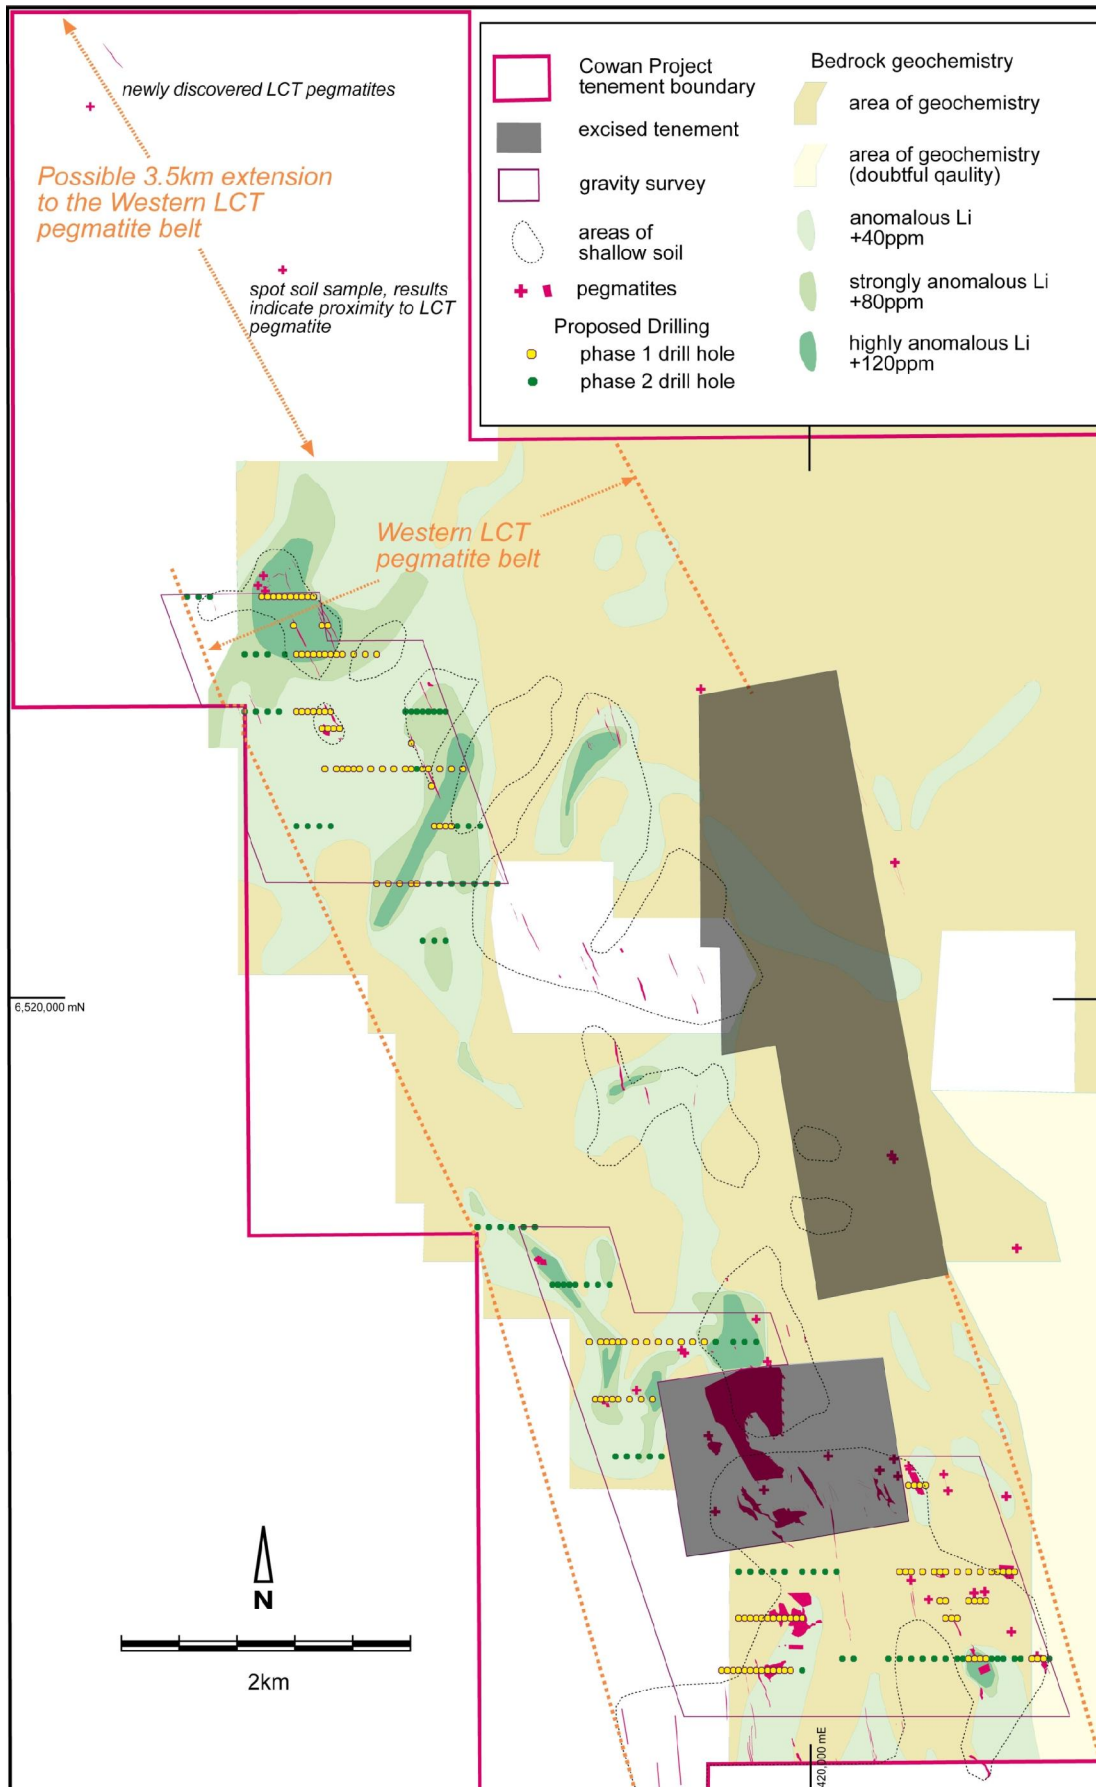 newly discovered LCT pegmatites
Possible 3.5km extension
to the Western LCT
pegmatite belt
spot soil sample, results
indicate proximity to LCT
pegmatite
Cowan Project
tenement boundary
excised tenement
gravity survey
areas of
shallow soil
pegmatites
Proposed Drilling
phase 1 drill hole
phase 2 drill hole
Bedrock geochemistry
area of geochemistry
area of geochemistry
(doubtful qaulity)
anomalous Li
+40ppm
strongly anomalous Li
+80ppm
highly anomalous Li
+120ppm
Western LCT
pegmatite belt
6,520,000 mN
N
2km
420,000 mE